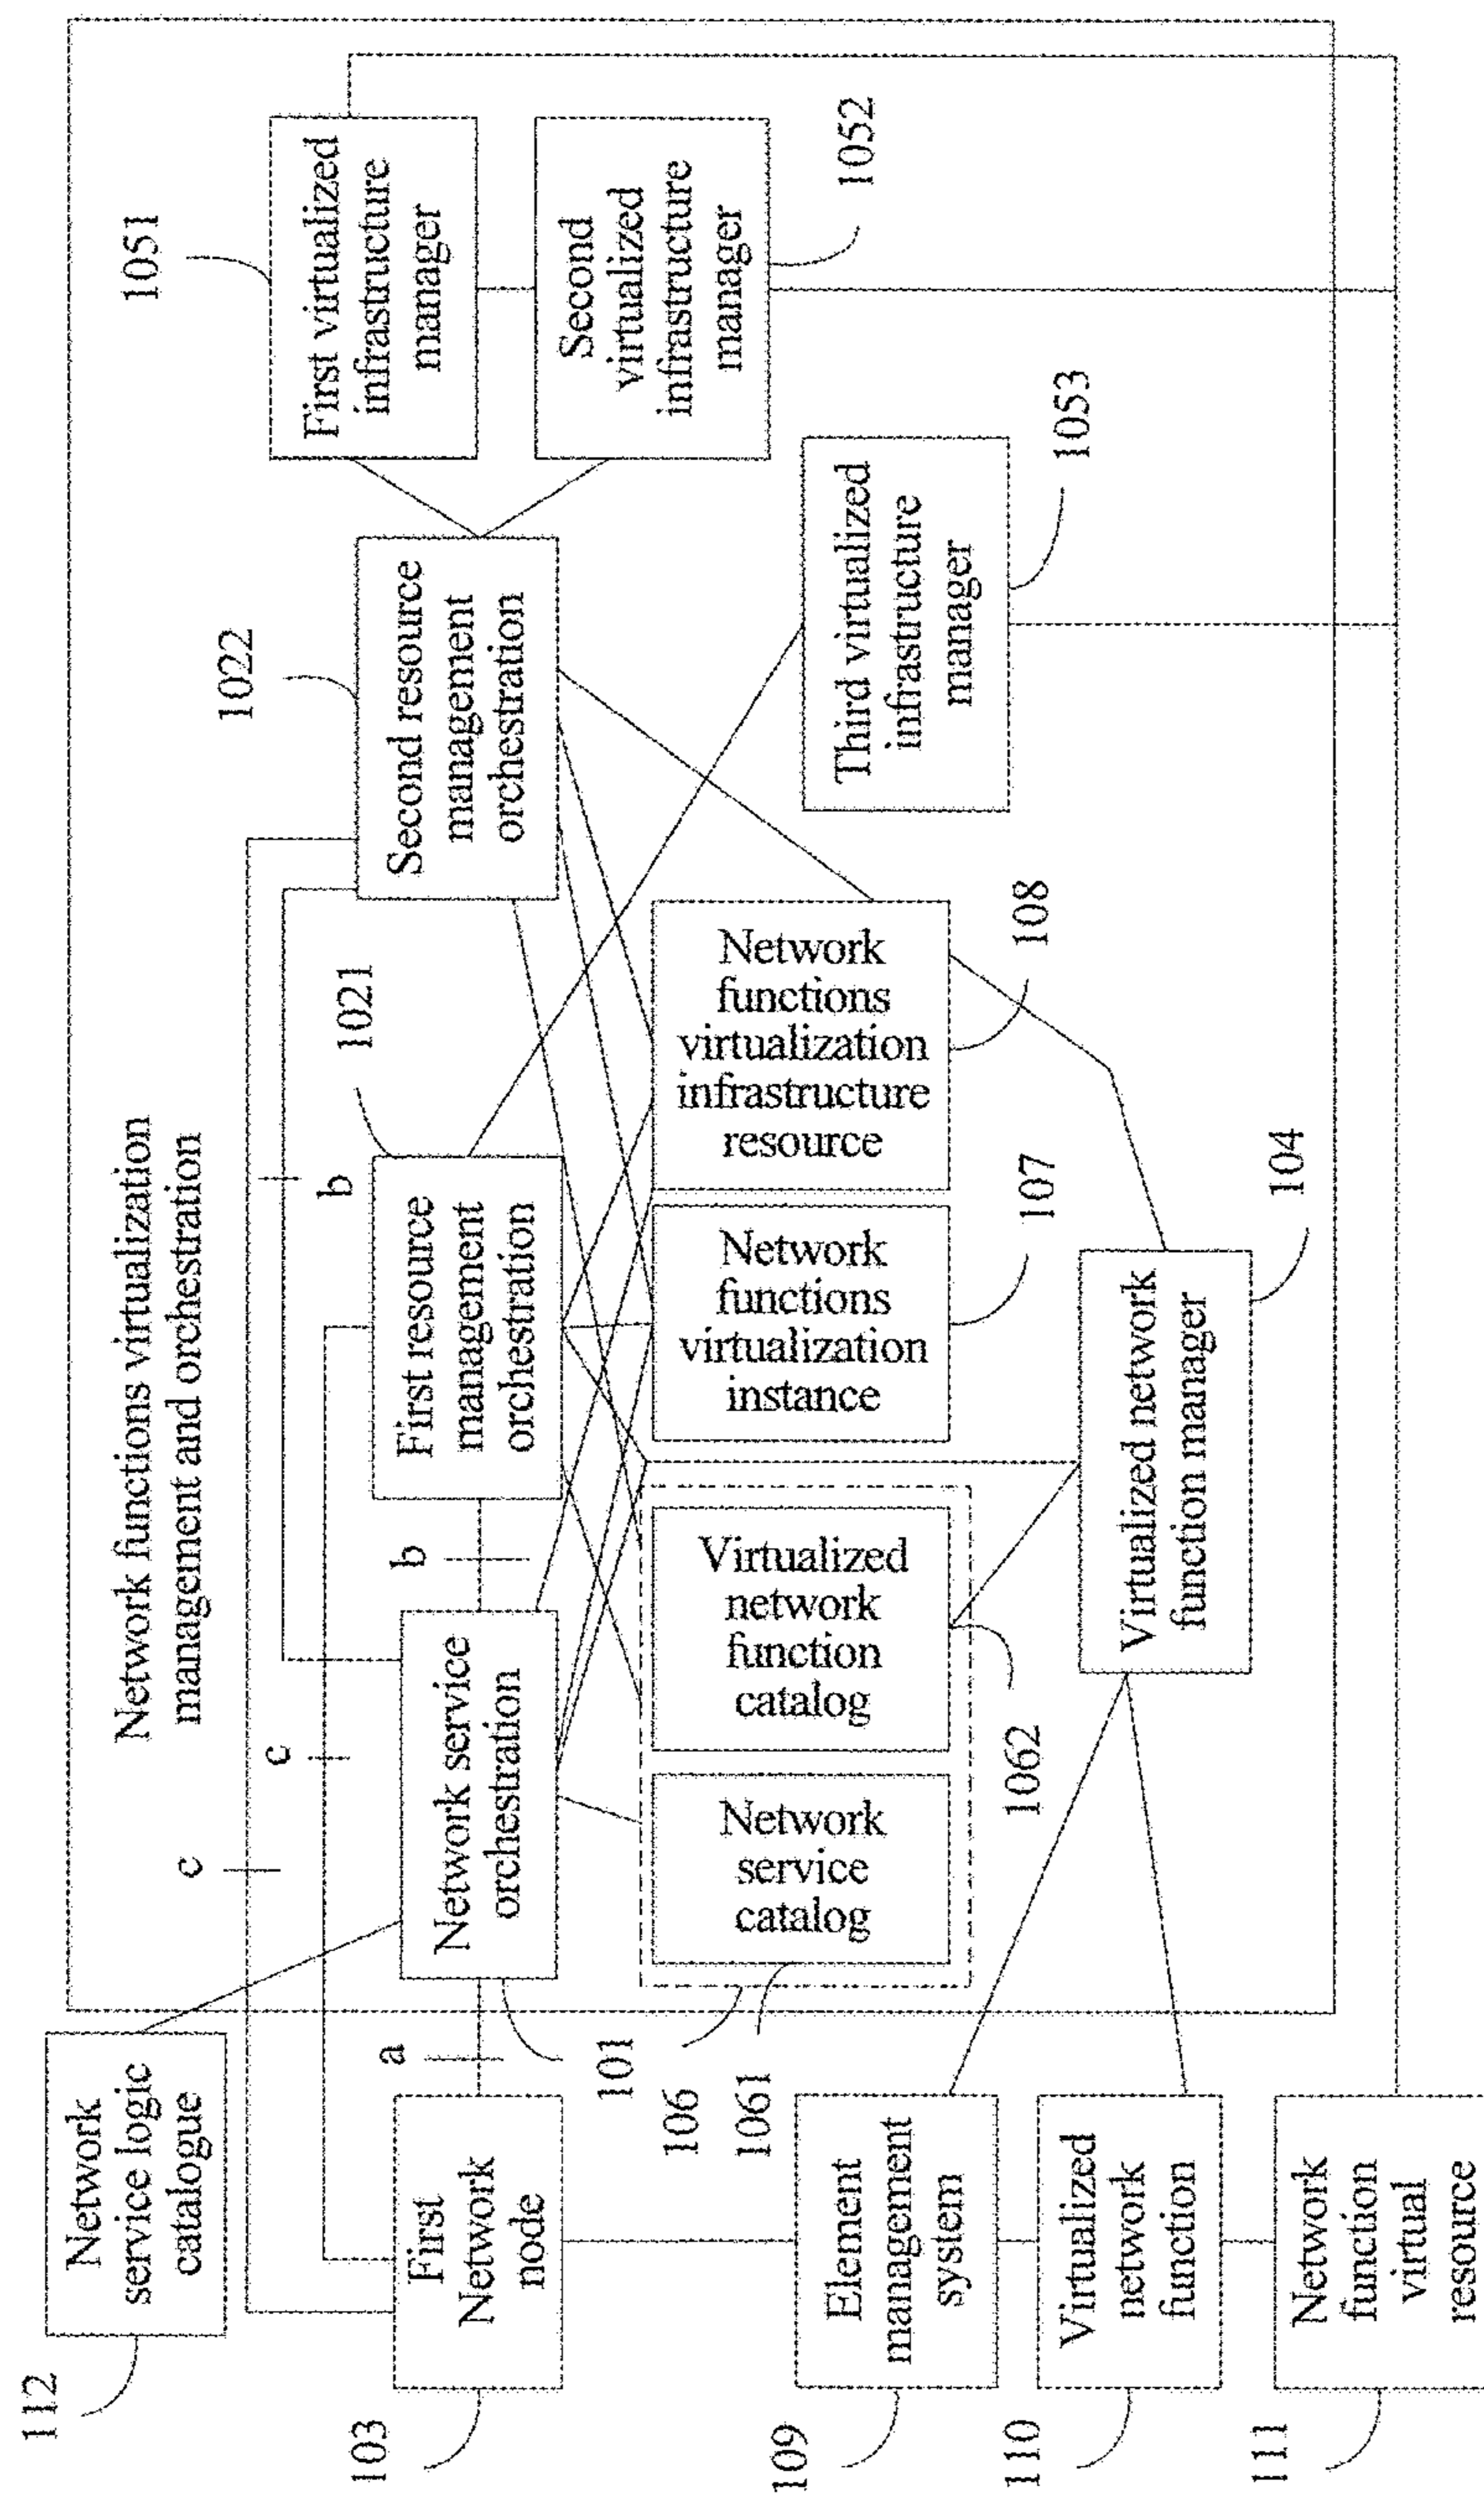 112
Network
service logic
catalogue
Network functions virtualization
management and orchestration
1051
First virtualized
infrastructure
manager
1022
c
b
c
1021
Second resource
management
orchestration
Second
virtualized
infrastructure
manager
1052
103
First
Network
node
a
Network service
orchestration
b
First resource
management
orchestration
101
106
1061
Network
service
catalog
Virtualized
network
function
catalog
1062
Network
functions
virtualization
instance
107
Network
functions
virtualization
infrastructure
resource
108
Third virtualized
infrastructure
manager
1053
109
Element
management
system
Virtualized network
function manager
104
110
Virtualized
network
function
111
Network
function
virtual
resource